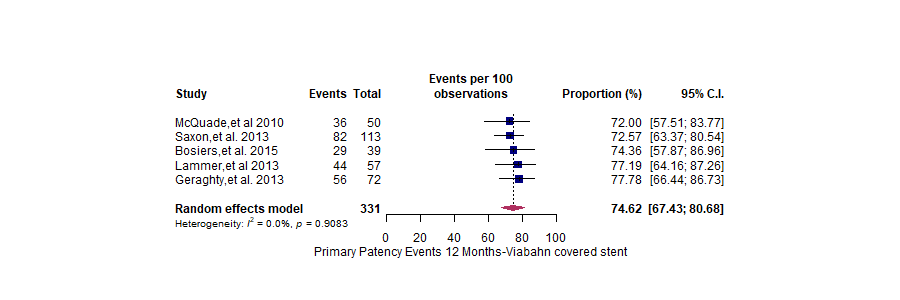 Events per 100
Study Events Total observations Proportion (%) 95% C.I.
McQuade,et al 2010 36 50 72.00 [57.51; 83.77]
Saxon,et al. 2013 82 113 72.57 [63.37; 80.54]
Bosiers,et al. 2015 29 39 74.36 [57.87; 86.96]
Lammer,et al 2013 44 57 77.19 [64.16; 87.26]
Geraghty,et al. 2013 56 72 77.78 [66.44; 86.73]
Random effects model 331 74.62 [67.43; 80.68]
Heterogeneity: I² = 0.0%, p = 0.9083
0 20 40 60 80 100
Primary Patency Events 12 Months-Viabahn covered stent